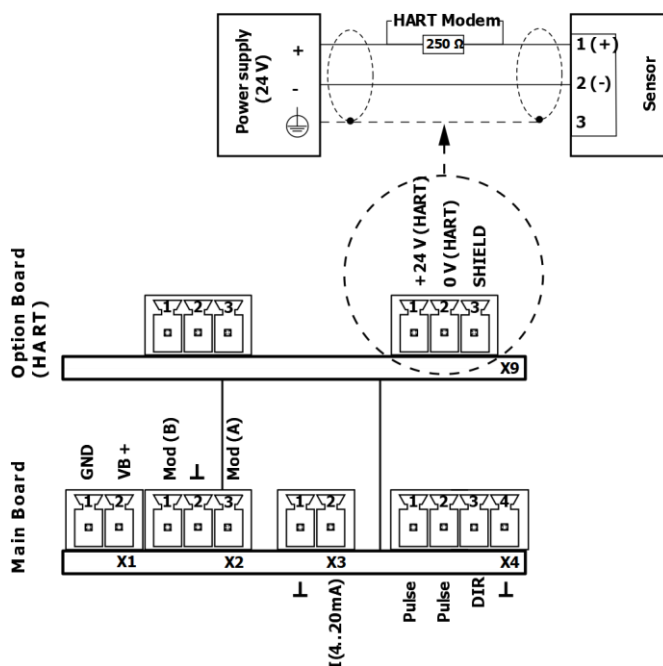 HART Modem
250 Ω
Power supply
(24 V)
+
-
1 (+)
2 (-)
3
Sensor
+24 V (HART)
0 V (HART)
SHIELD
Option Board
(HART)
1 2 3
1 2 3
X9
GND
VB +
Mod (B)
⊥
Mod (A)
Main Board
1 2
1 2 3
1 2
1 2 3 4
X1
X2
X3
X4
⊥
I(4..20mA)
Pulse
Pulse
DIR
⊥